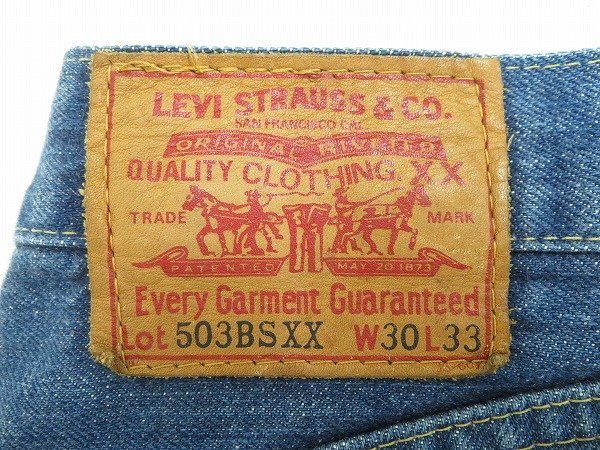 LEVI STRAUSS & CO.
SAN FRANCISCO CAL.
ORIGINAL RIVETED
QUALITY CLOTHING. XX
TRADE MARK
PATENTED MAY 20 1873
Every Garment Guaranteed
Lot 503BSXX W30 L33